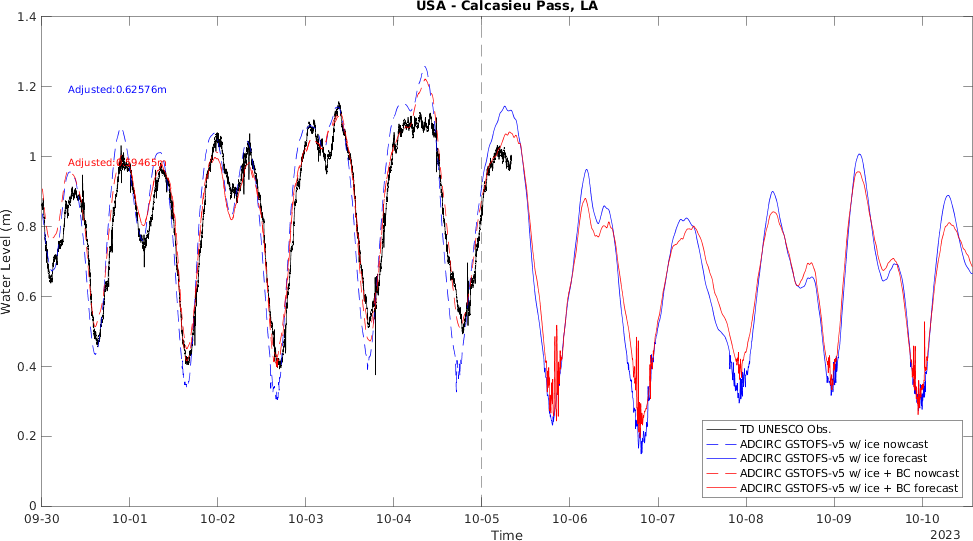 USA - Calcasieu Pass, LA
1.4
1.2
1
0.8
0.6
0.4
0.2
0
Water Level (m)
Adjusted:0.62576m
Adjusted:0.59465m
TD UNESCO Obs.
ADCIRC GSTOFS-v5 w/ ice nowcast
ADCIRC GSTOFS-v5 w/ ice forecast
ADCIRC GSTOFS-v5 w/ ice + BC nowcast
ADCIRC GSTOFS-v5 w/ ice + BC forecast
09-30 10-01 10-02 10-03 10-04 10-05 10-06 10-07 10-08 10-09 10-10
Time
2023